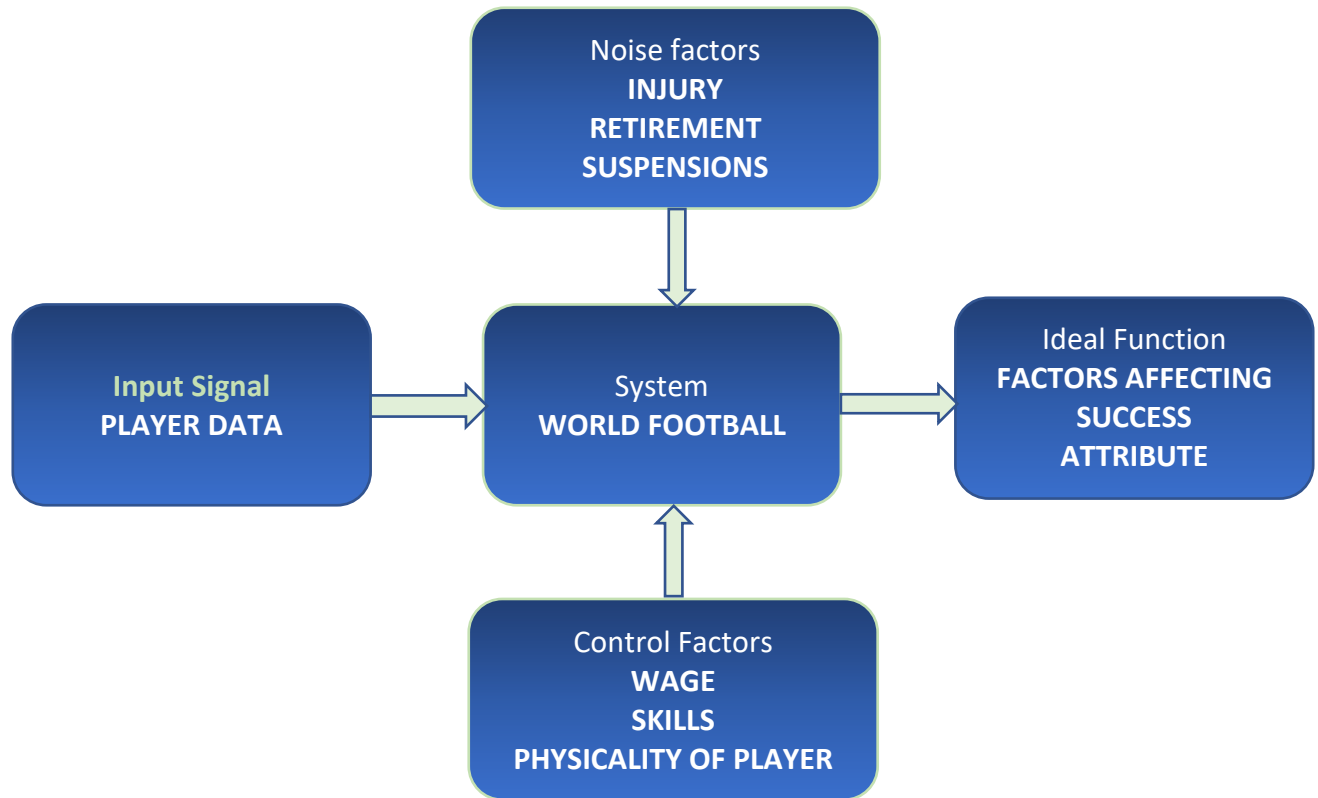 Noise factors
INJURY
RETIREMENT
SUSPENSIONS
Input Signal
PLAYER DATA
System
WORLD FOOTBALL
Ideal Function
FACTORS AFFECTING
SUCCESS
ATTRIBUTE
Control Factors
WAGE
SKILLS
PHYSICALITY OF PLAYER